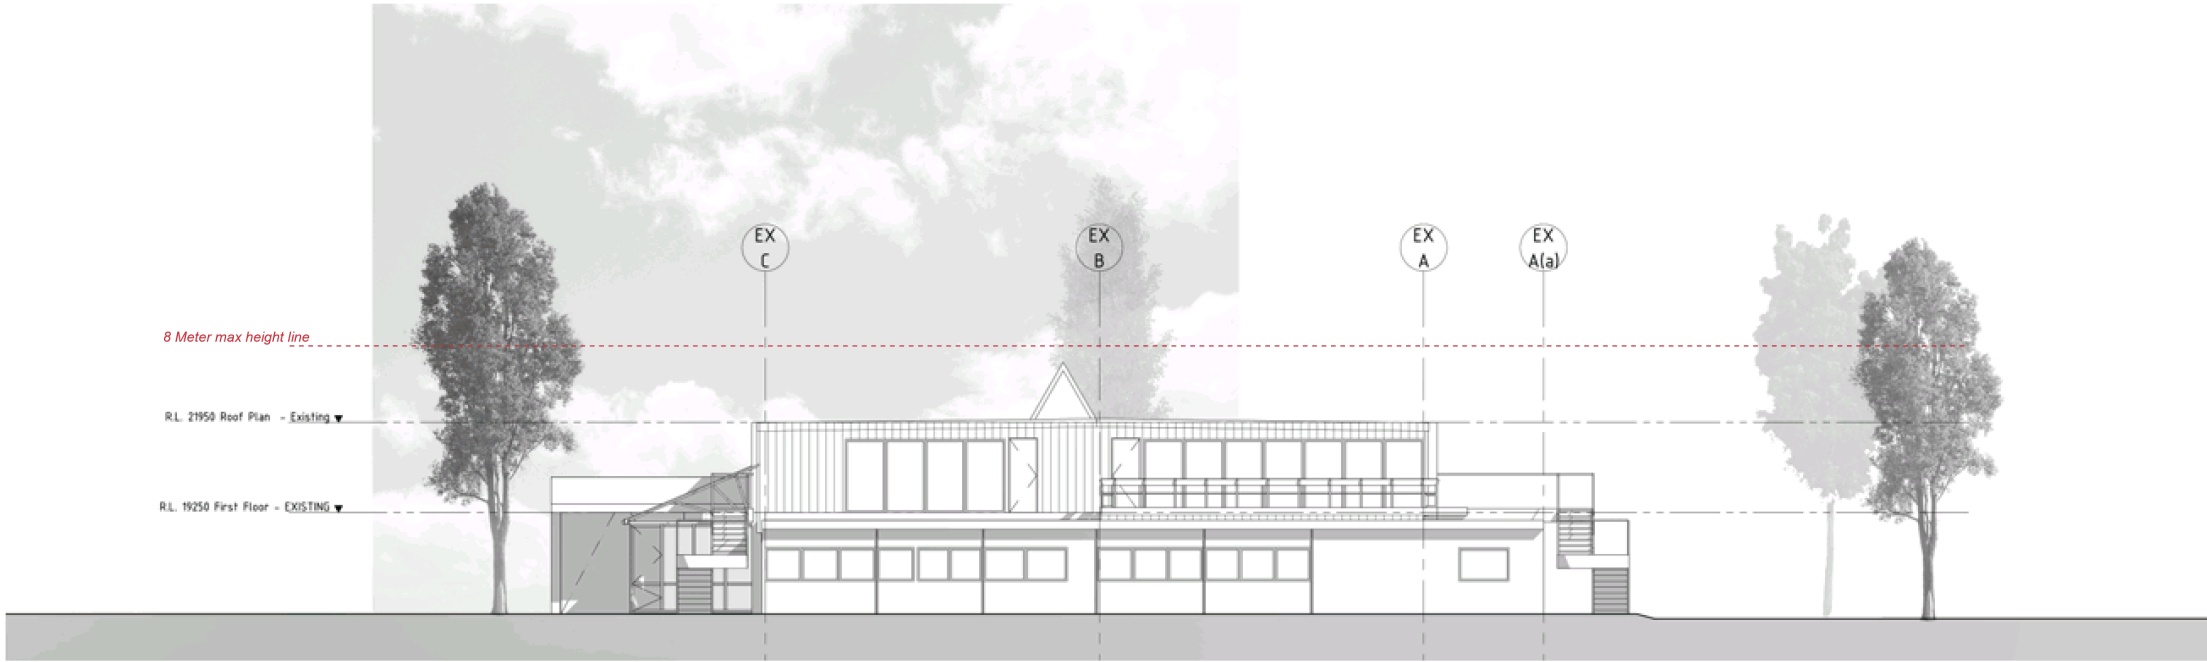 EX
C
EX
B
EX
A
EX
A(a)
8 Meter max height line
R.L. 21950 Roof Plan - Existing
R.L. 19250 First Floor - EXISTING